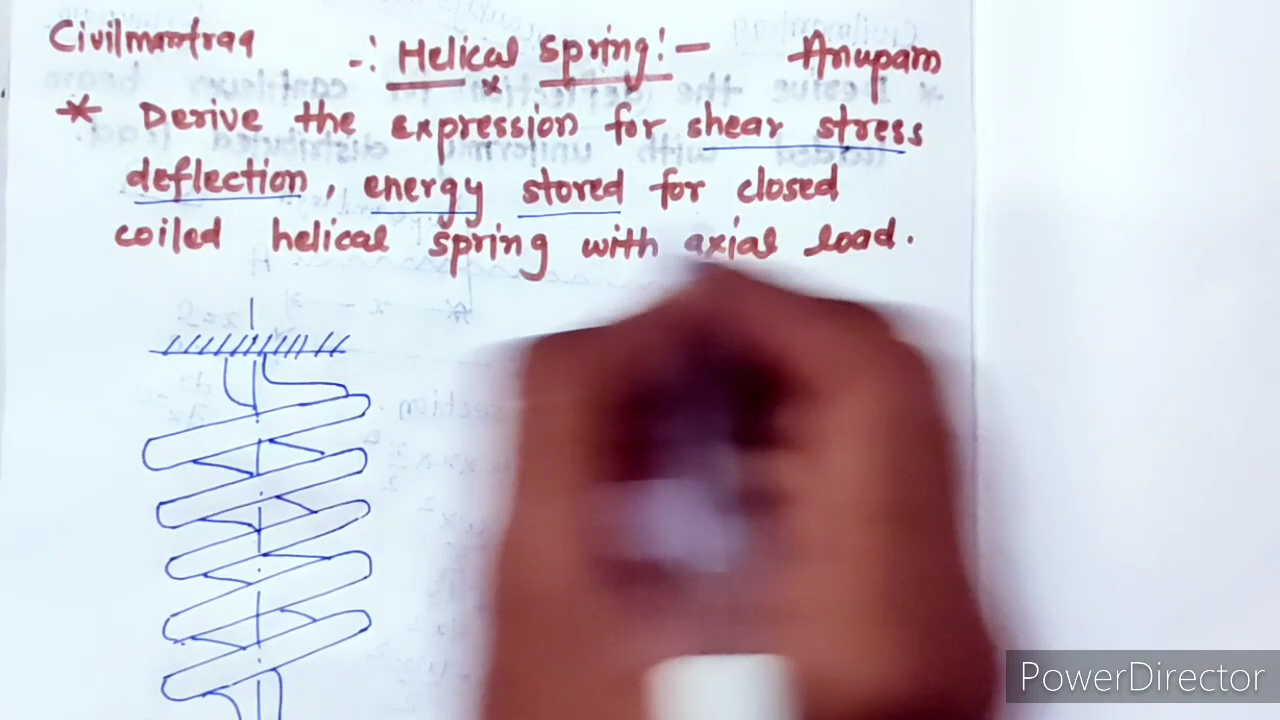 Civilmantraa -: Helical Spring:- Anupam
* Derive the expression for shear stress
deflection, energy stored for closed
coiled helical spring with axial load.
PowerDirector